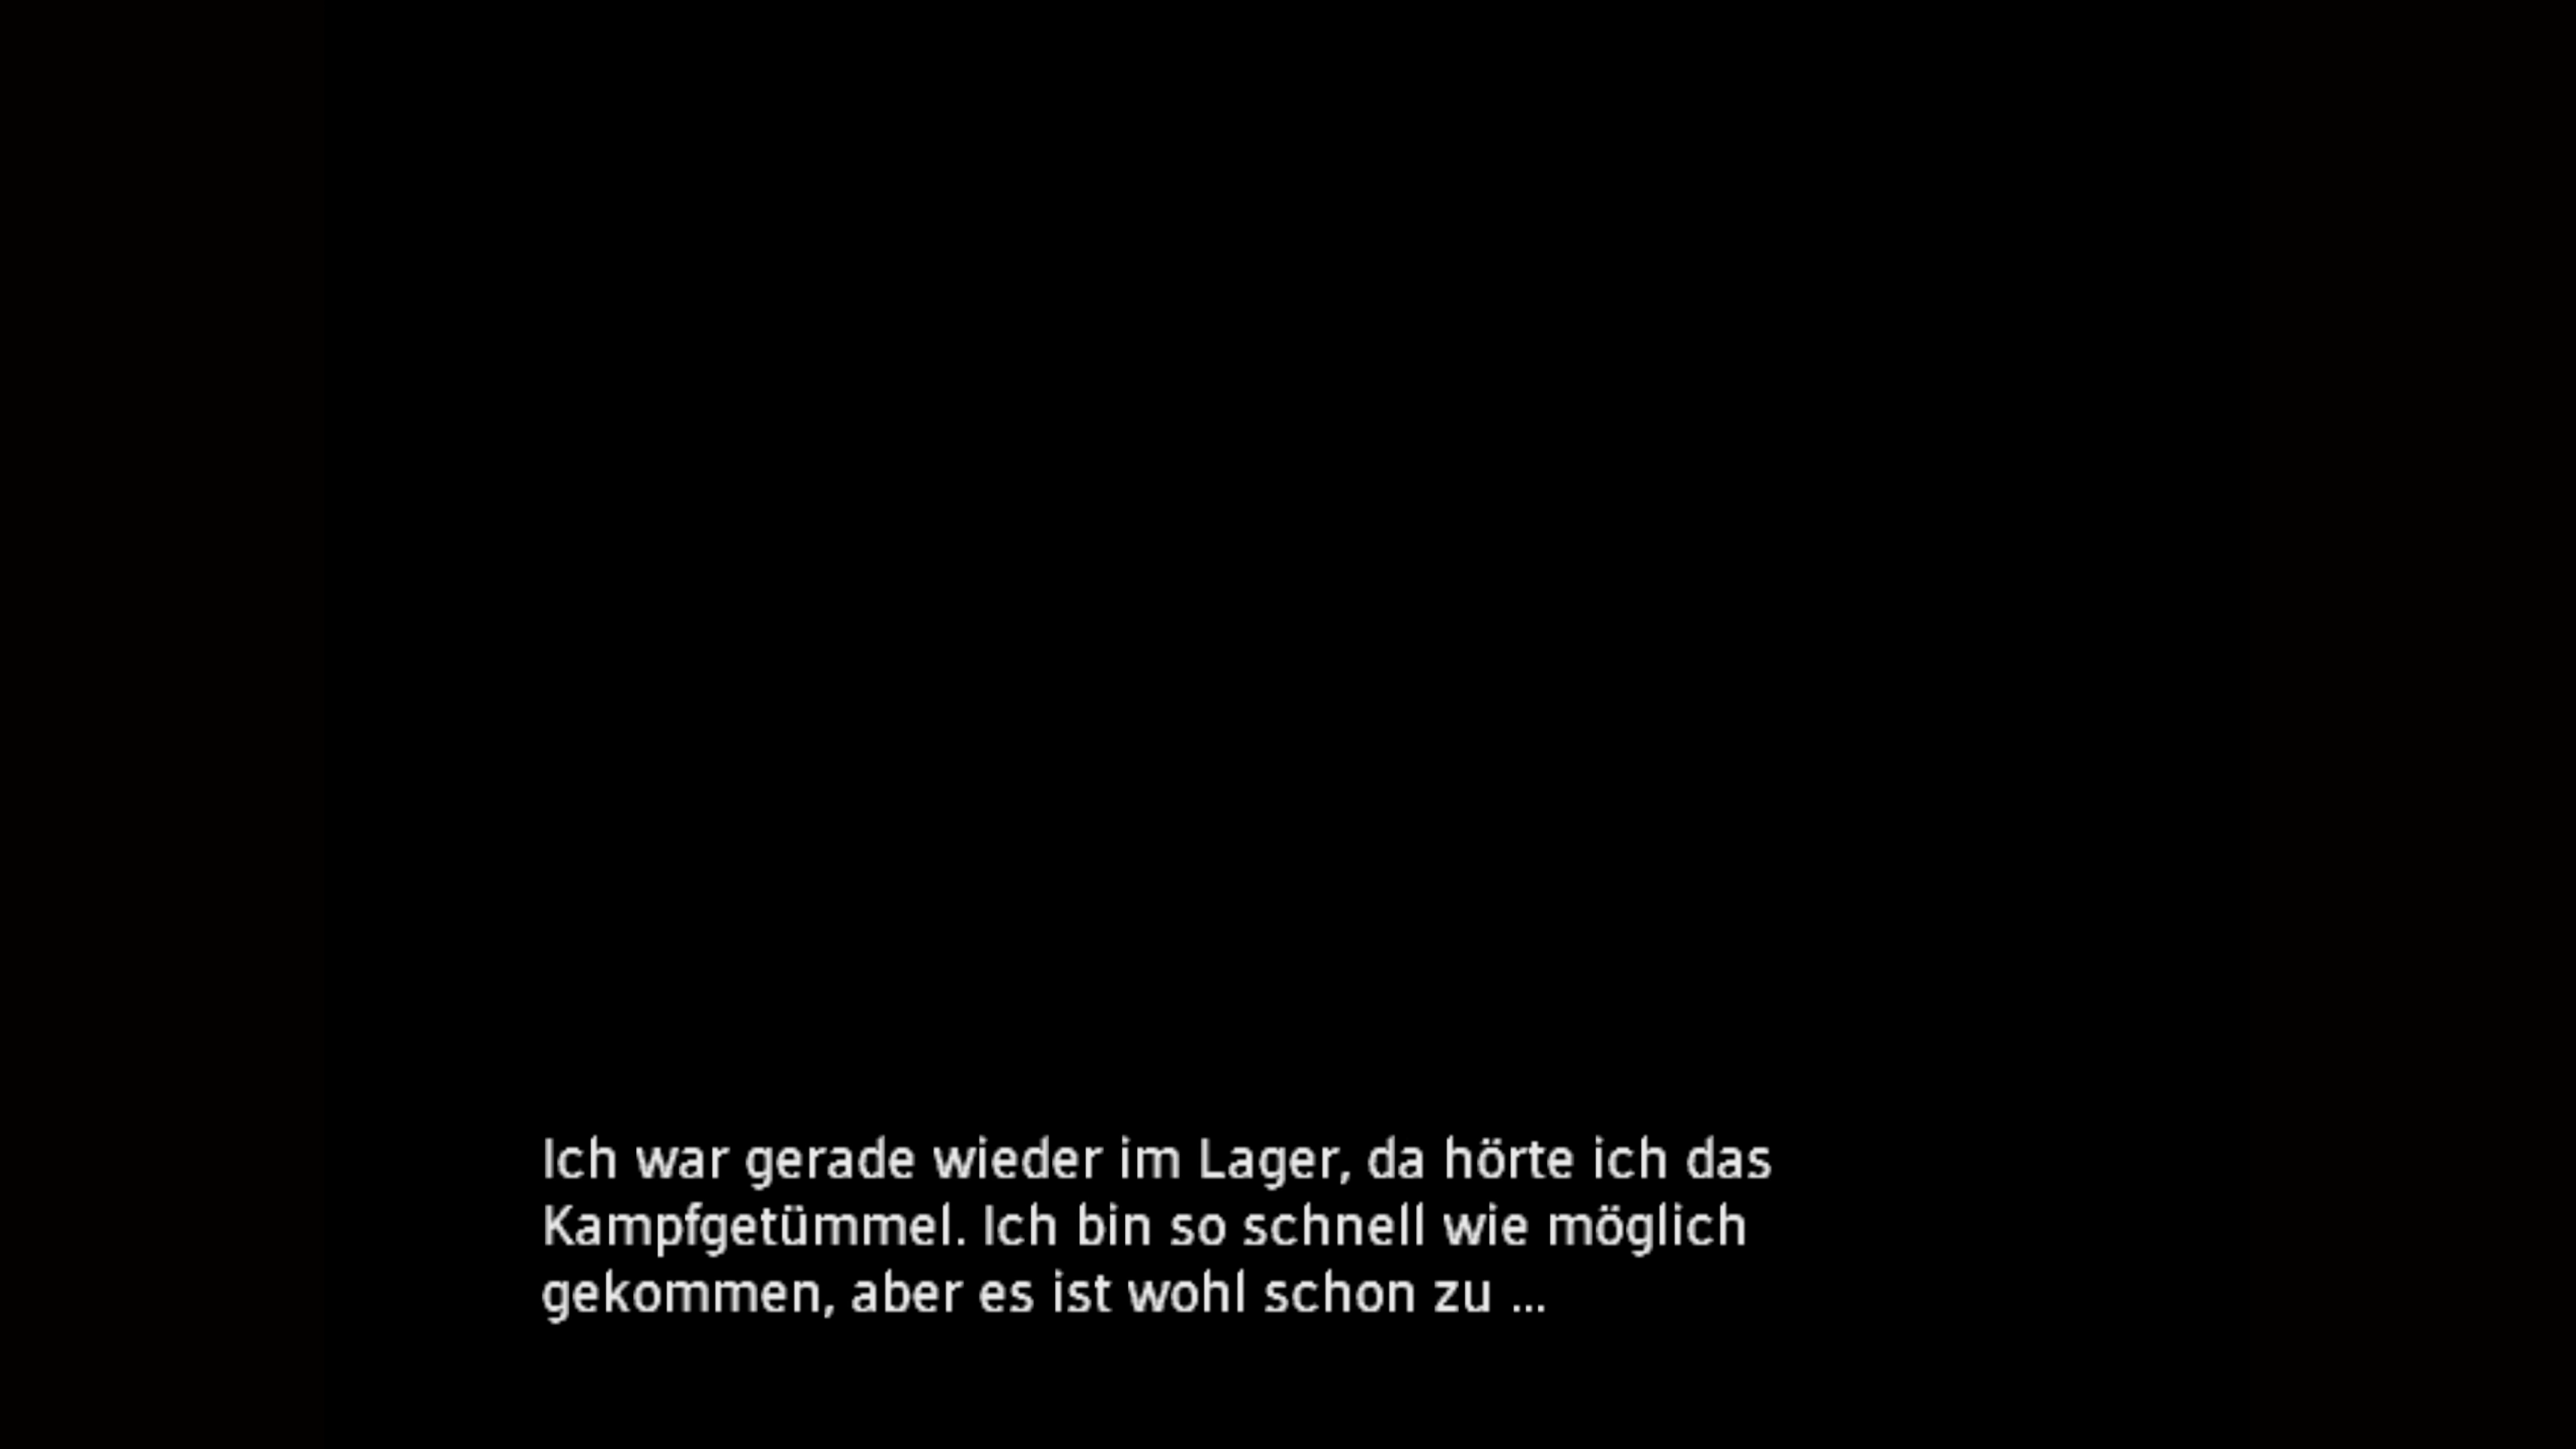 Ich war gerade wieder im Lager, da hörte ich das
Kampfgetümmel. Ich bin so schnell wie möglich
gekommen, aber es ist wohl schon zu ...